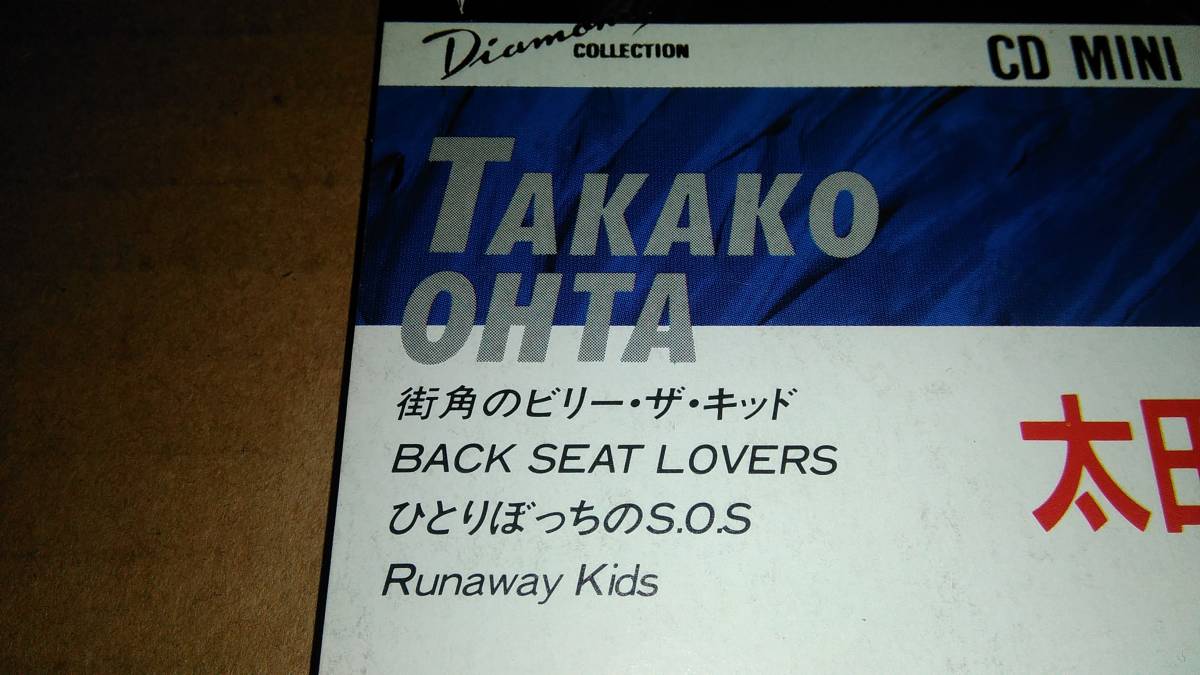 COLLECTION
CD MINI
TAKAKO
OHTA
街角のビリー・ザ・キッド
BACK SEAT LOVERS
ひとりぼっちのS.O.S
Runaway Kids
太